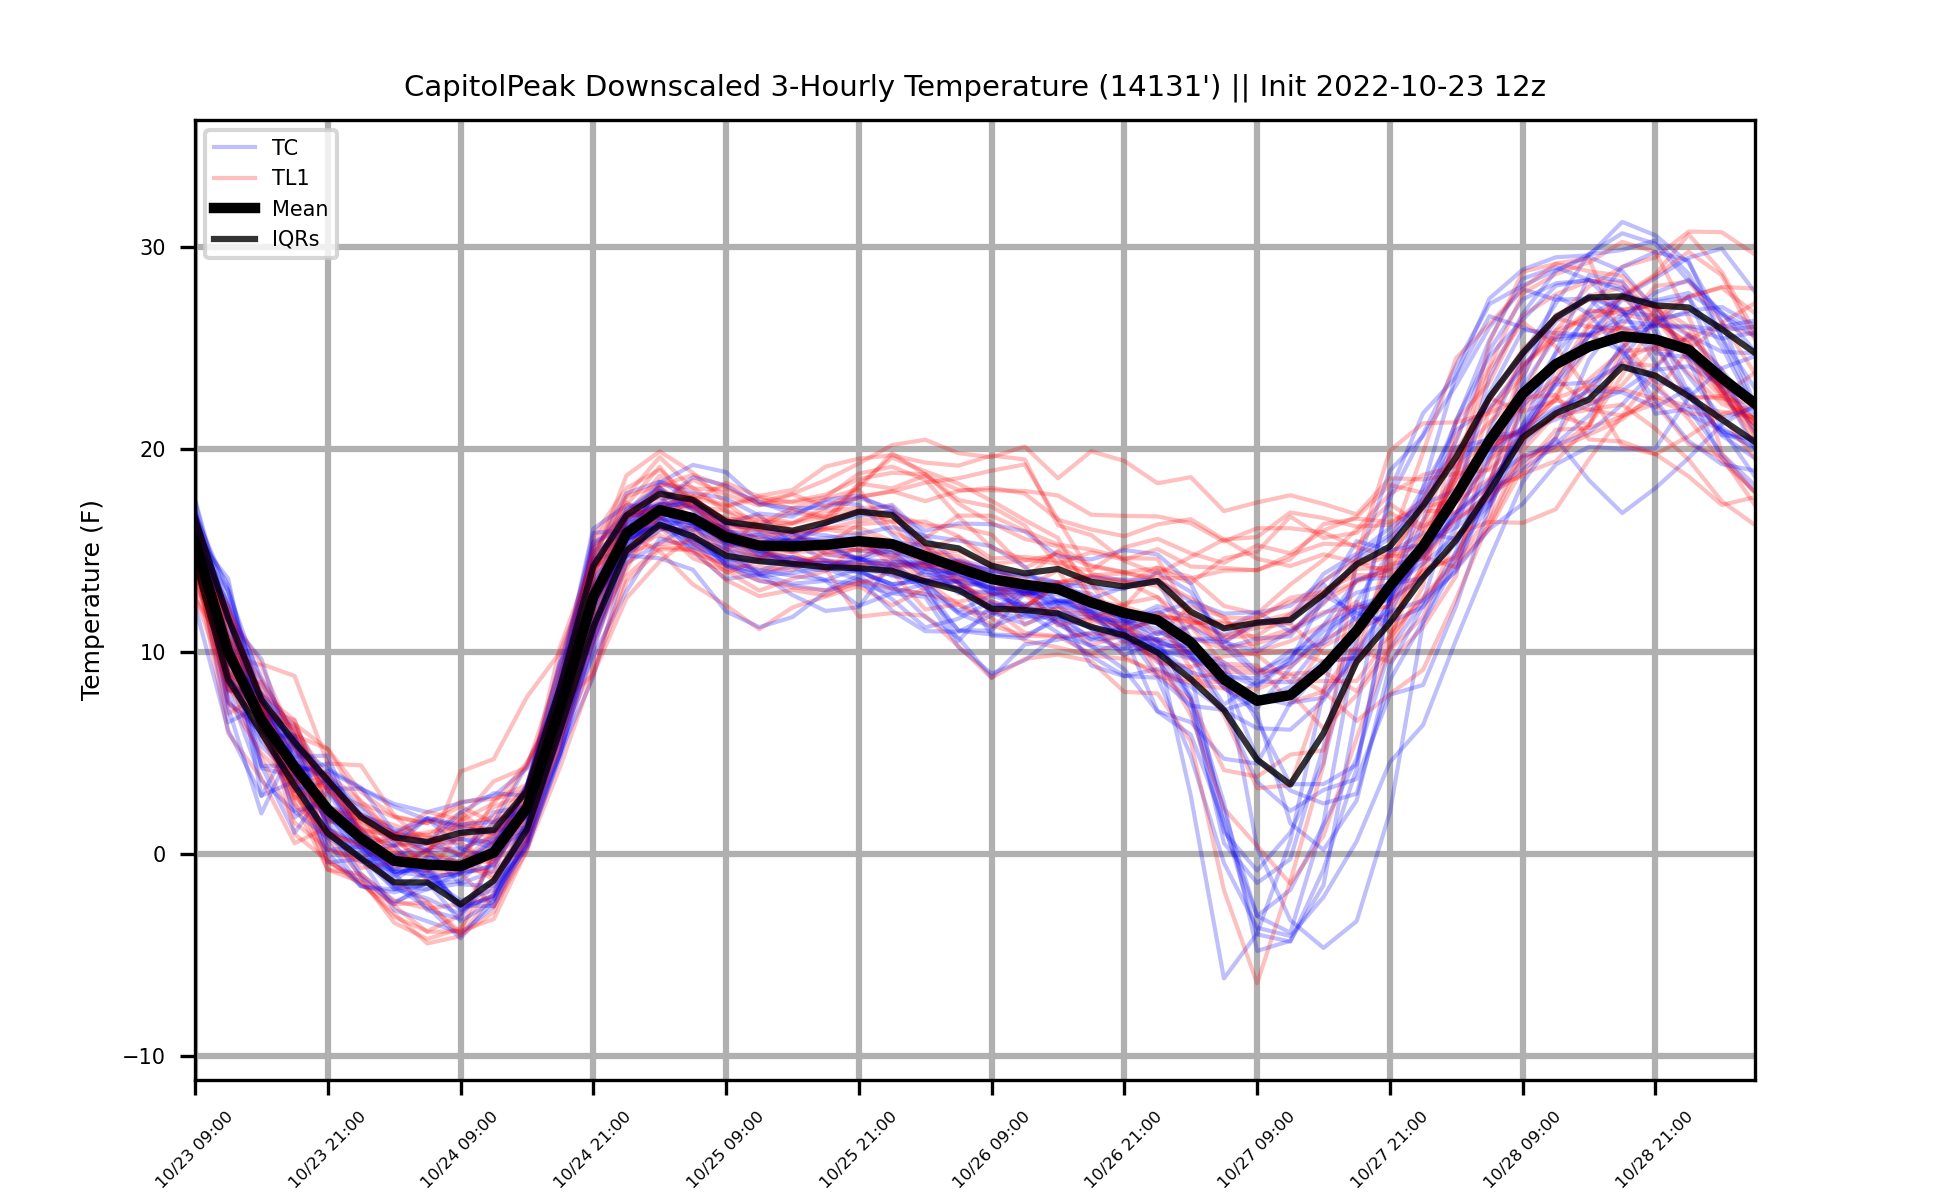 CapitolPeak Downscaled 3-Hourly Temperature (14131') || Init 2022-10-23 12z
TC
TL1
Mean
IQRs
Temperature (F)
30
20
10
0
−10
10/23 09:00
10/23 21:00
10/24 09:00
10/24 21:00
10/25 09:00
10/25 21:00
10/26 09:00
10/26 21:00
10/27 09:00
10/27 21:00
10/28 09:00
10/28 21:00